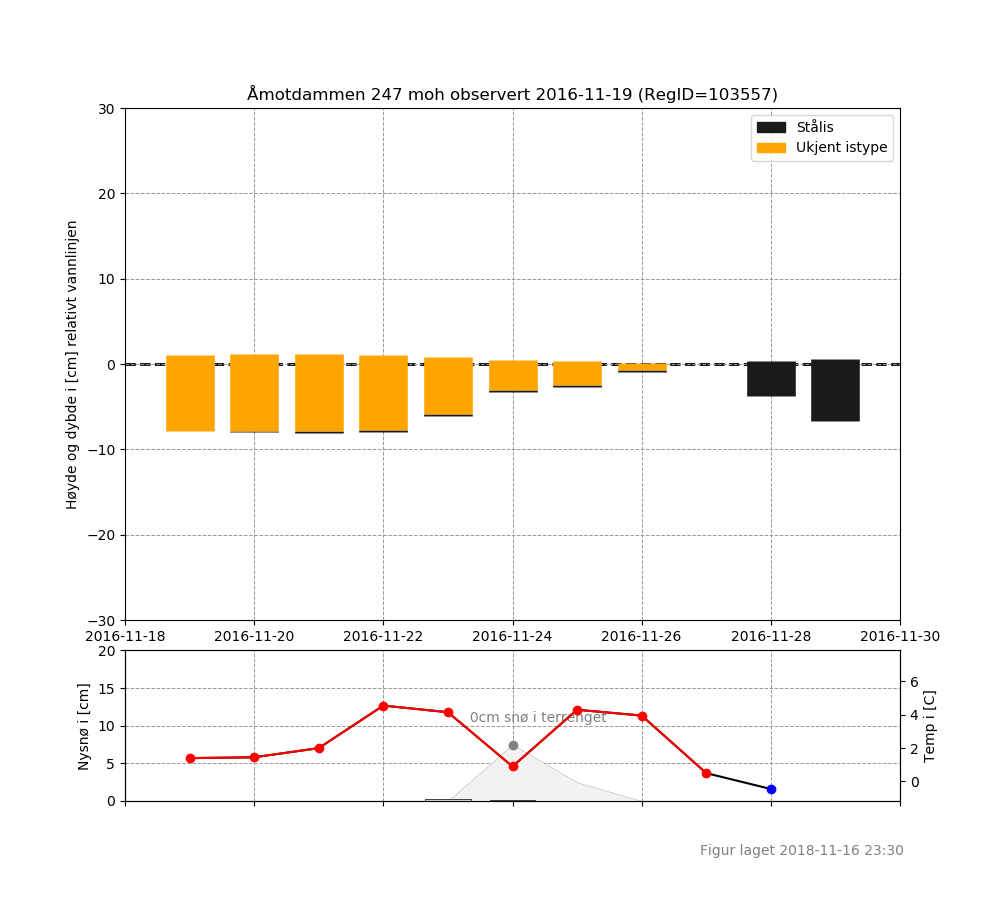 Åmotdammen 247 moh observert 2016-11-19 (RegID=103557)
Høyde og dybde i [cm] relativt vannlinjen
30
20
10
0
−10
−20
−30
Stålis
Ukjent istype
2016-11-18 2016-11-20 2016-11-22 2016-11-24 2016-11-26 2016-11-28 2016-11-30
Nysnø i [cm]
20
15
10
5
0
0cm snø i terrenget
6
4
2
0
Temp i [C]
Figur laget 2018-11-16 23:30